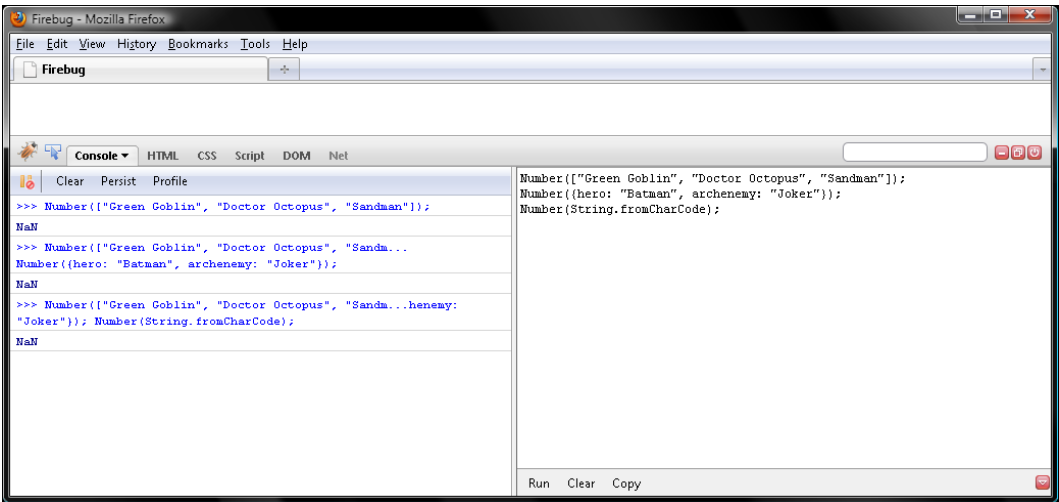 Firebug - Mozilla Firefox
File Edit View History Bookmarks Tools Help
Firebug
Console HTML CSS Script DOM Net
Clear Persist Profile
>>> Number(["Green Goblin", "Doctor Octopus", "Sandman"]);
NaN
>>> Number(["Green Goblin", "Doctor Octopus", "Sandm...
Number({hero: "Batman", archenemy: "Joker"});
NaN
>>> Number(["Green Goblin", "Doctor Octopus", "Sandm...henemy:
"Joker"}); Number(String.fromCharCode);
NaN
Number(["Green Goblin", "Doctor Octopus", "Sandman"]);
Number({hero: "Batman", archenemy: "Joker"});
Number(String.fromCharCode);
Run Clear Copy